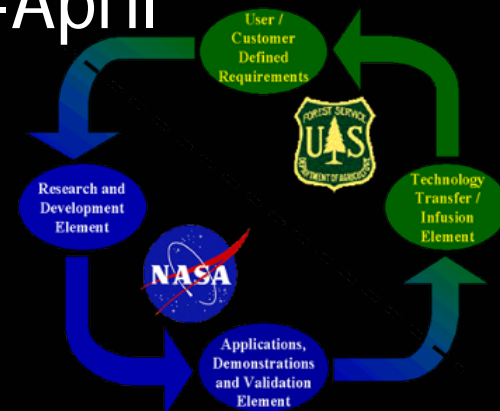 -April
User /
Customer
Defined
Requirements
FOREST SERVICE
U S
DEPARTMENT OF AGRICULTURE
Research and
Development
Element
Technology
Transfer /
Infusion
Element
NASA
Applications,
Demonstrations
and Validation
Element